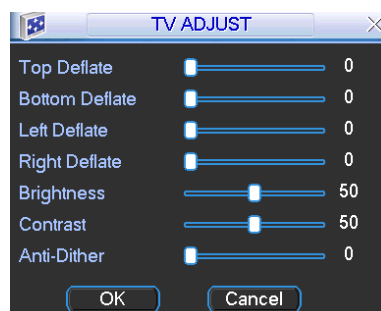 TV ADJUST
Top Deflate 0
Bottom Deflate 0
Left Deflate 0
Right Deflate 0
Brightness 50
Contrast 50
Anti-Dither 0
OK Cancel